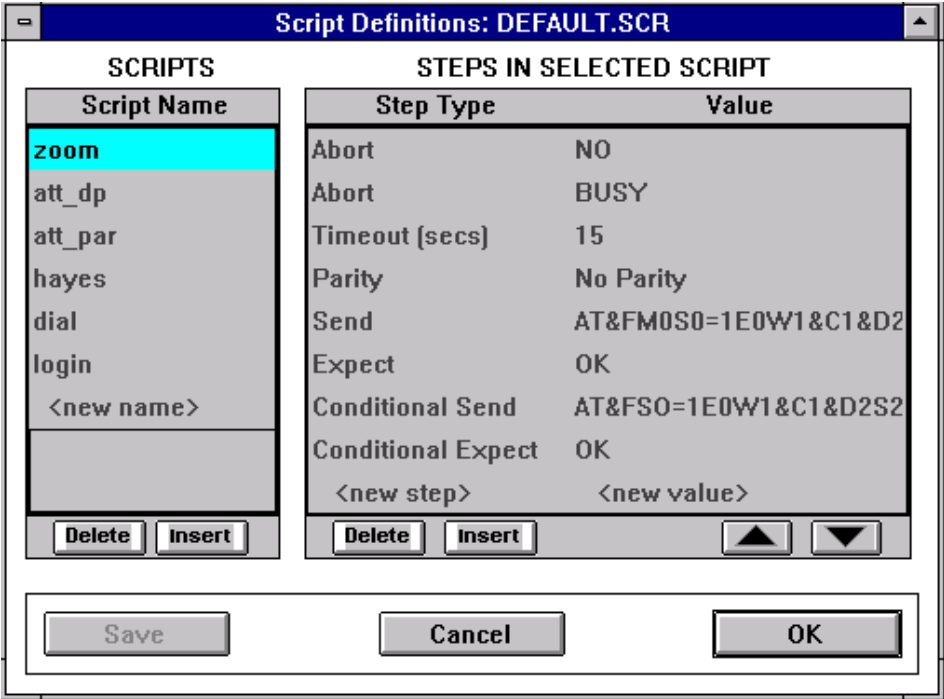 Script Definitions: DEFAULT.SCR
SCRIPTS
Script Name
zoom
att_dp
att_par
hayes
dial
login
<new name>
Delete Insert
STEPS IN SELECTED SCRIPT
Step Type Value
Abort NO
Abort BUSY
Timeout (secs) 15
Parity No Parity
Send AT&FM0S0=1E0W1&C1&D2
Expect OK
Conditional Send AT&FSO=1E0W1&C1&D2S2
Conditional Expect OK
<new step> <new value>
Delete Insert
Save Cancel OK